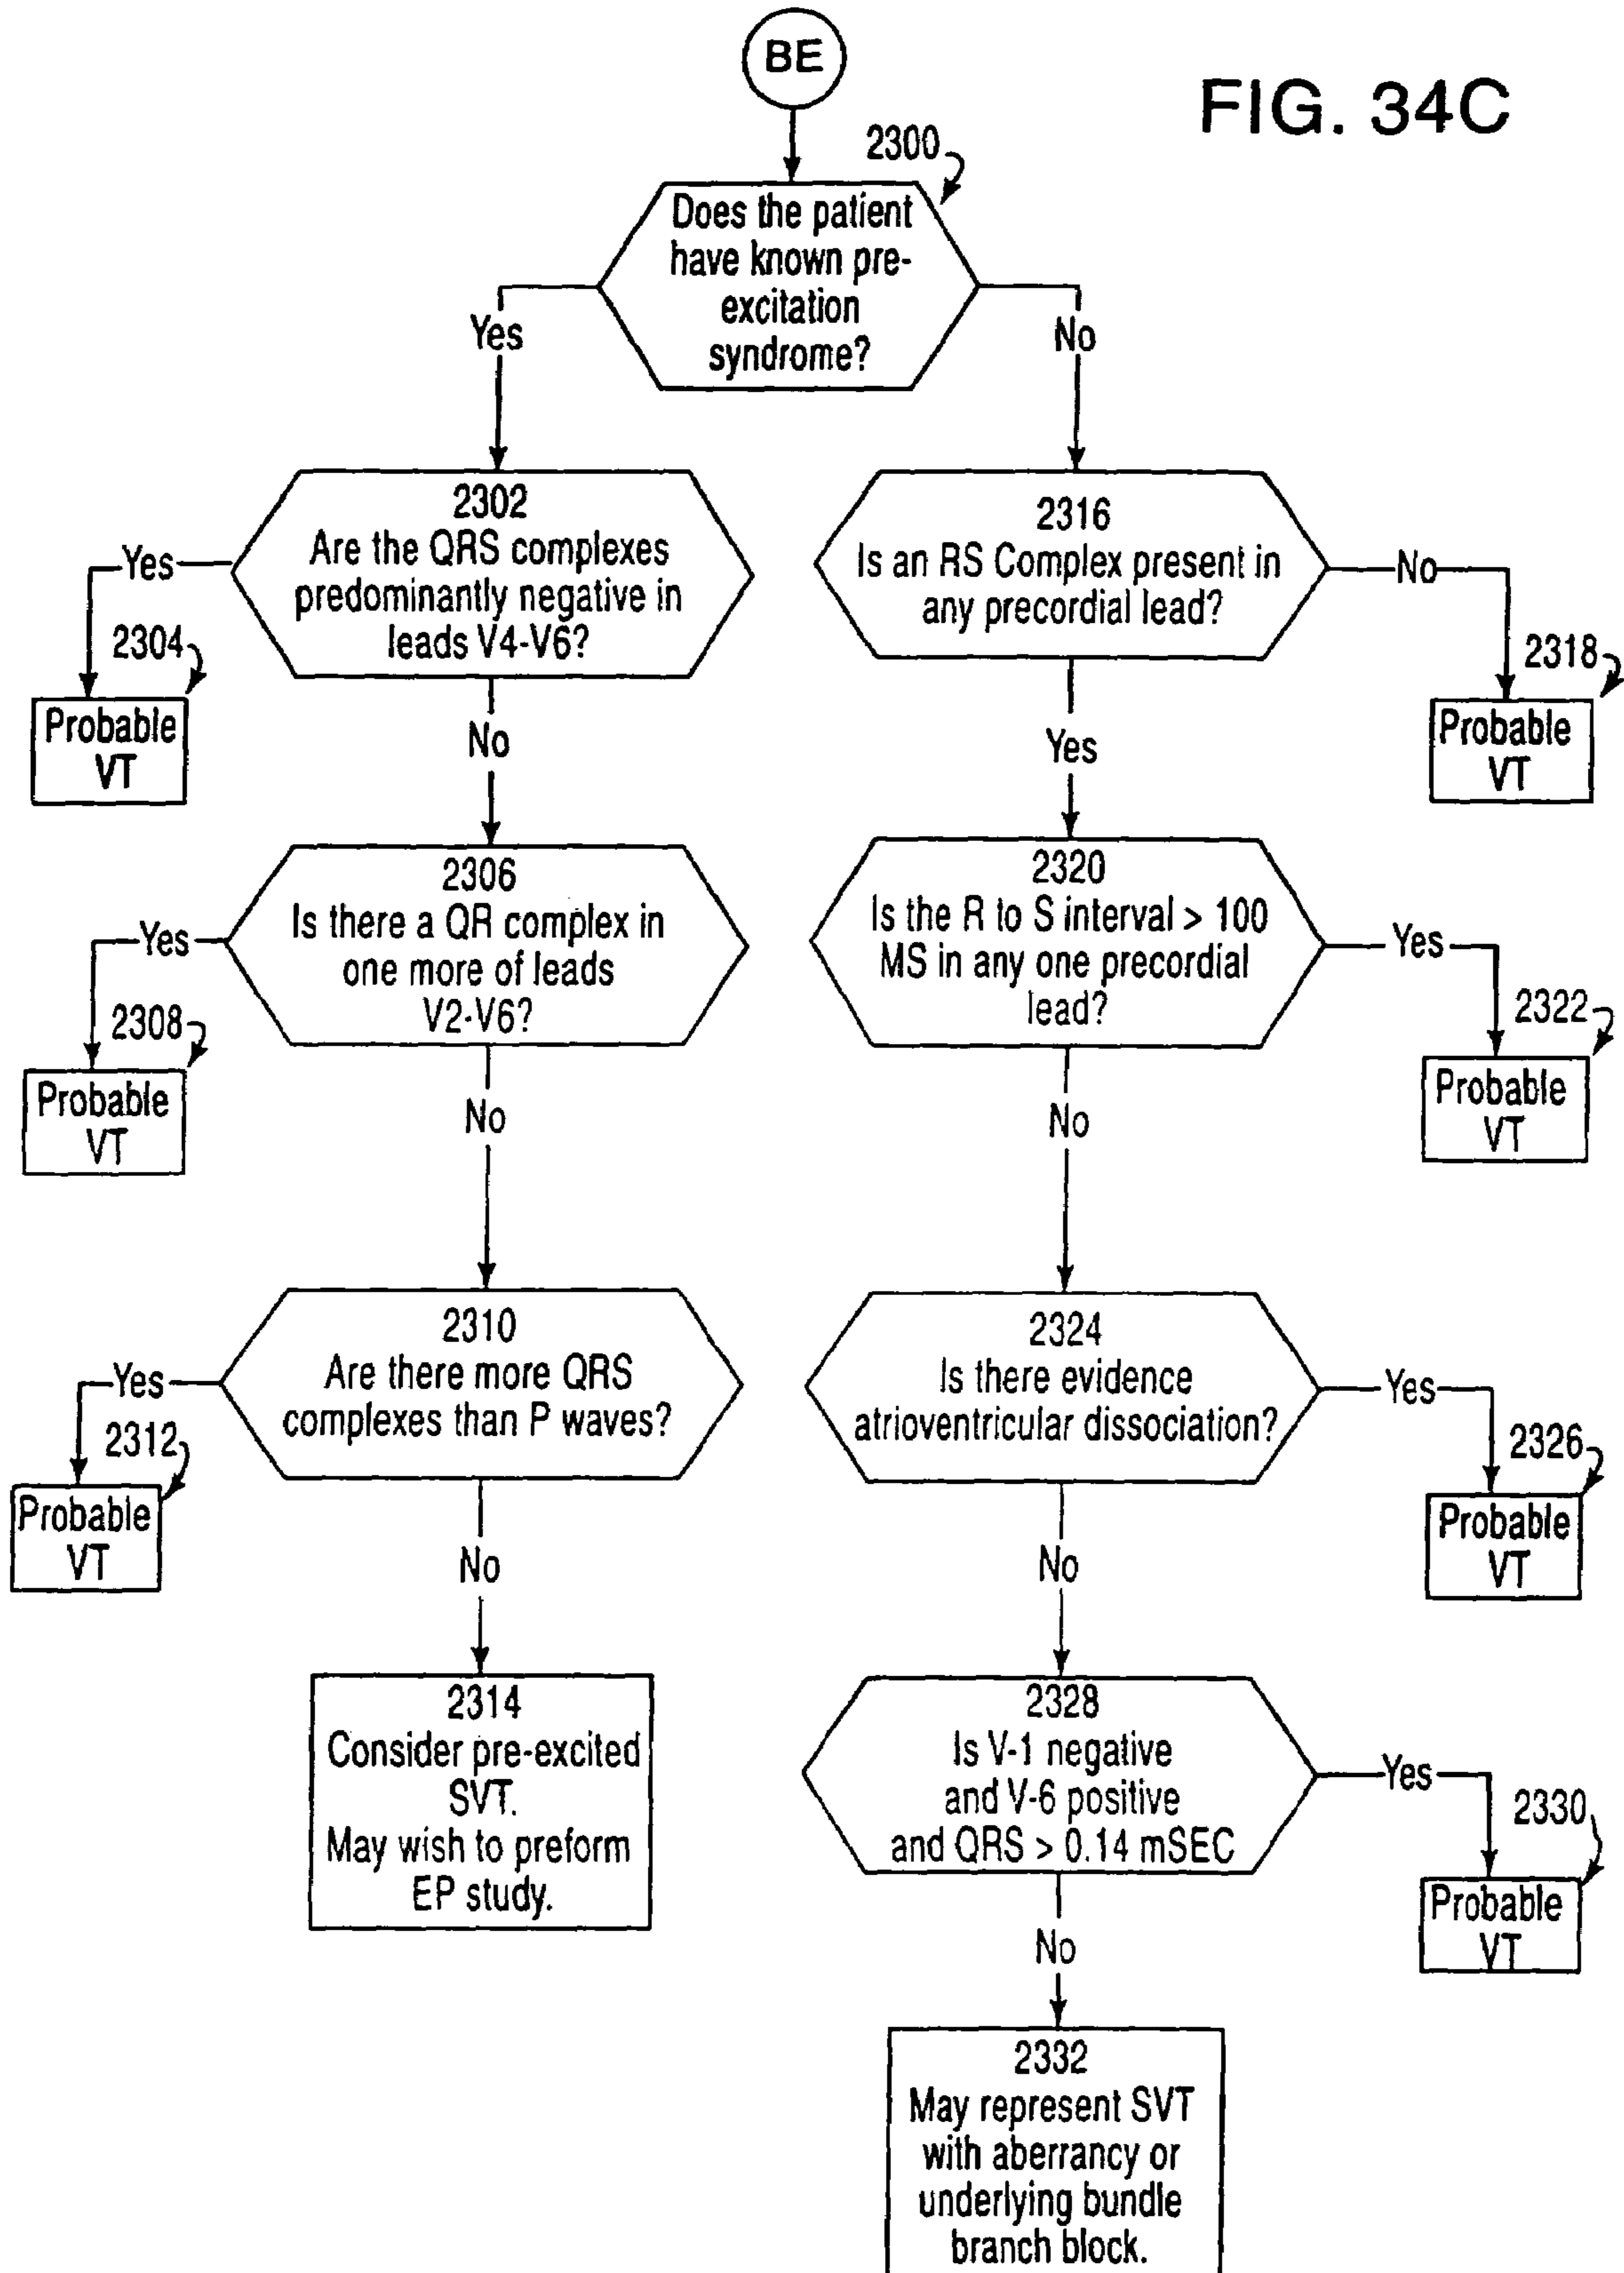 BE
FIG. 34C
2300
Does the patient
have known pre-
excitation
syndrome?
Yes
No
2302
Are the QRS complexes
predominantly negative in
leads V4-V6?
Yes
2304
Probable
VT
No
2316
Is an RS Complex present in
any precordial lead?
No
2318
Probable
VT
Yes
2306
Is there a QR complex in
one more of leads
V2-V6?
Yes
2308
Probable
VT
No
2320
Is the R to S interval > 100
MS in any one precordial
lead?
Yes
2322
Probable
VT
No
2310
Are there more QRS
complexes than P waves?
Yes
2312
Probable
VT
No
2324
Is there evidence
atrioventricular dissociation?
Yes
2326
Probable
VT
No
2314
Consider pre-excited
SVT.
May wish to preform
EP study.
2328
Is V-1 negative
and V-6 positive
and QRS > 0.14 mSEC
Yes
2330
Probable
VT
No
2332
May represent SVT
with aberrancy or
underlying bundle
branch block.